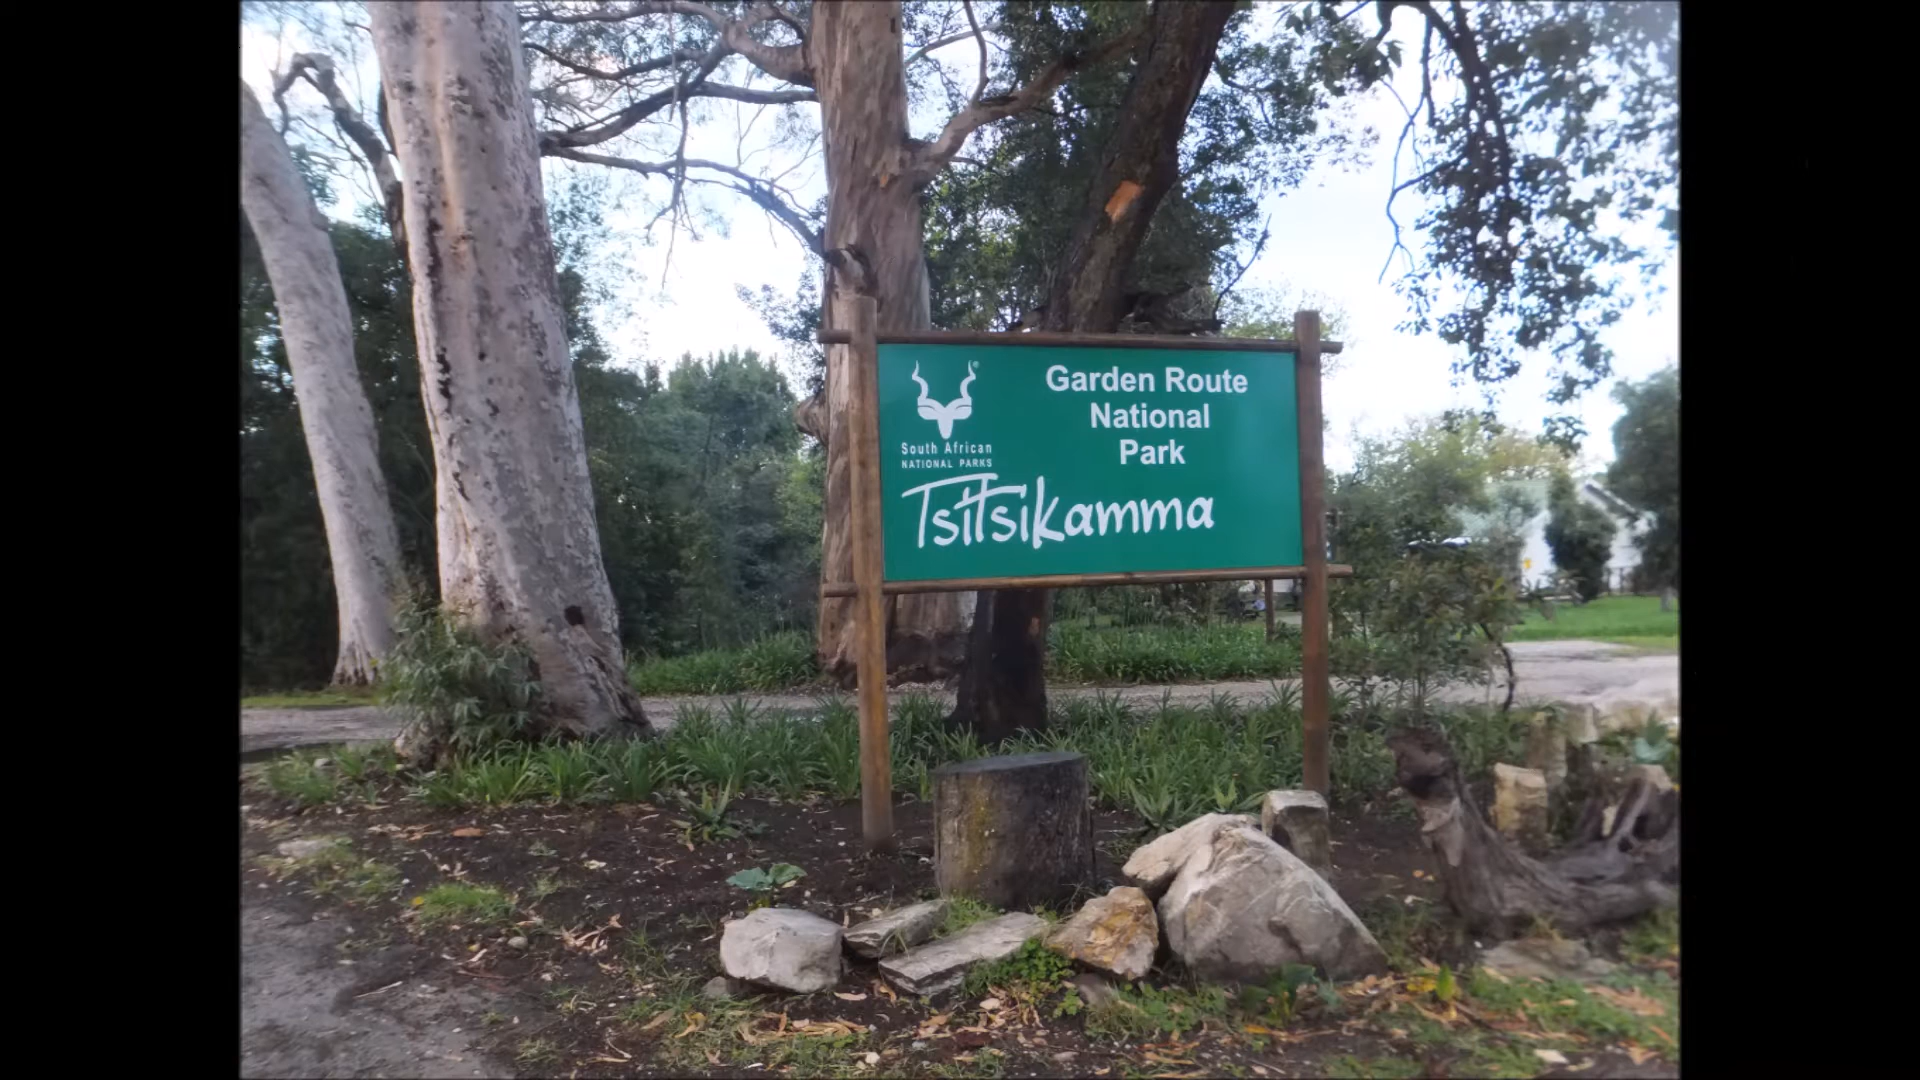 South African
NATIONAL PARKS
Garden Route
National
Park
Tsitsikamma